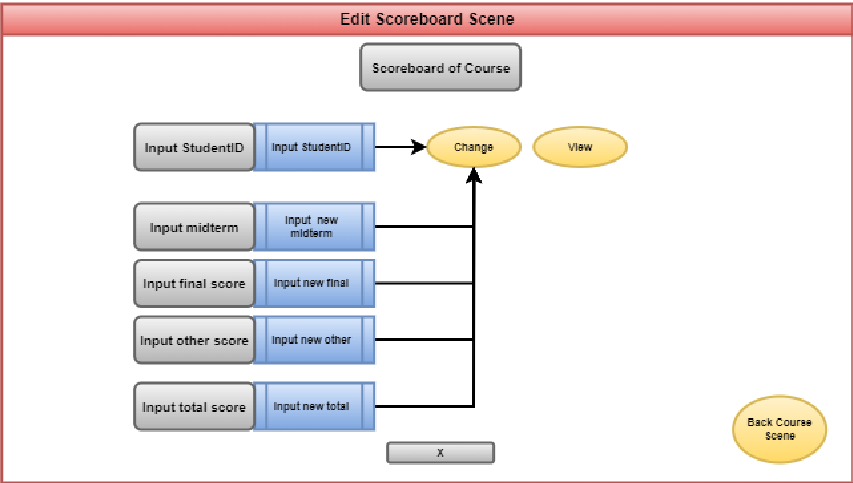 Edit Scoreboard Scene
Scoreboard of Course
Input StudentID
Input StudentID
Change
View
Input midterm
Input new
midterm
Input final score
Input new final
Input other score
Input new other
Input total score
Input new total
Back Course
Scene
X